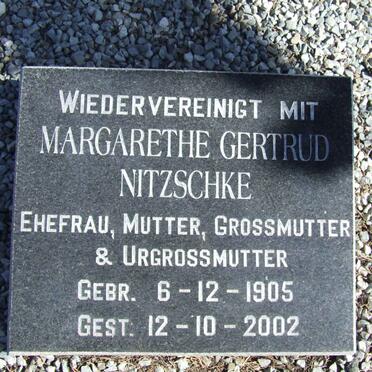 WIEDERVEREINIGT MIT
MARGARETHE GERTRUD
NITZSCHKE
EHEFRAU, MUTTER, GROSSMUTTER
& URGROSSMUTTER
GEBR. 6-12-1905
GEST. 12-10-2002